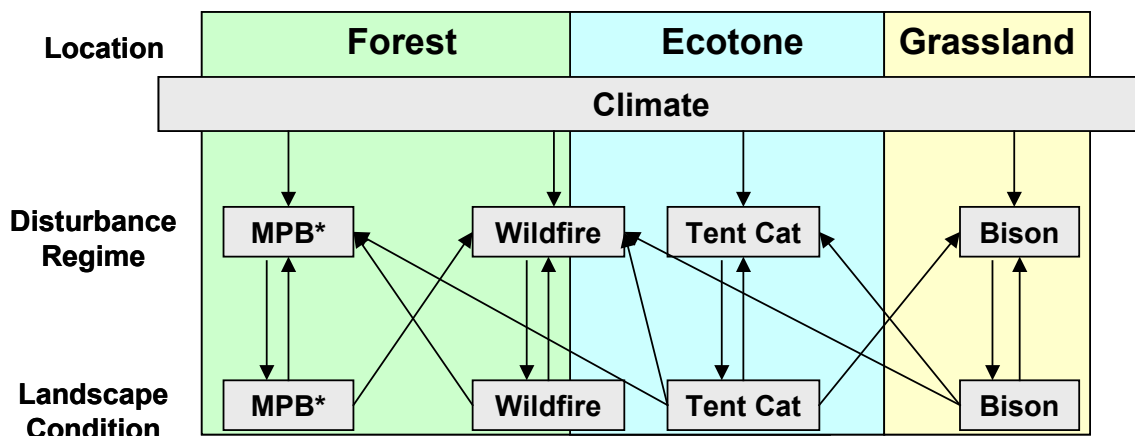 Location
Forest
Ecotone
Grassland
Climate
Disturbance
Regime
MPB*
Wildfire
Tent Cat
Bison
Landscape
Condition
MPB*
Wildfire
Tent Cat
Bison